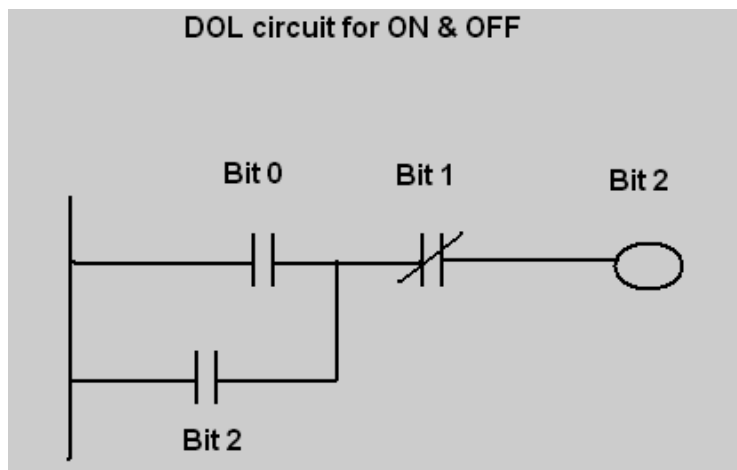 DOL circuit for ON & OFF
Bit 0
Bit 1
Bit 2
Bit 2